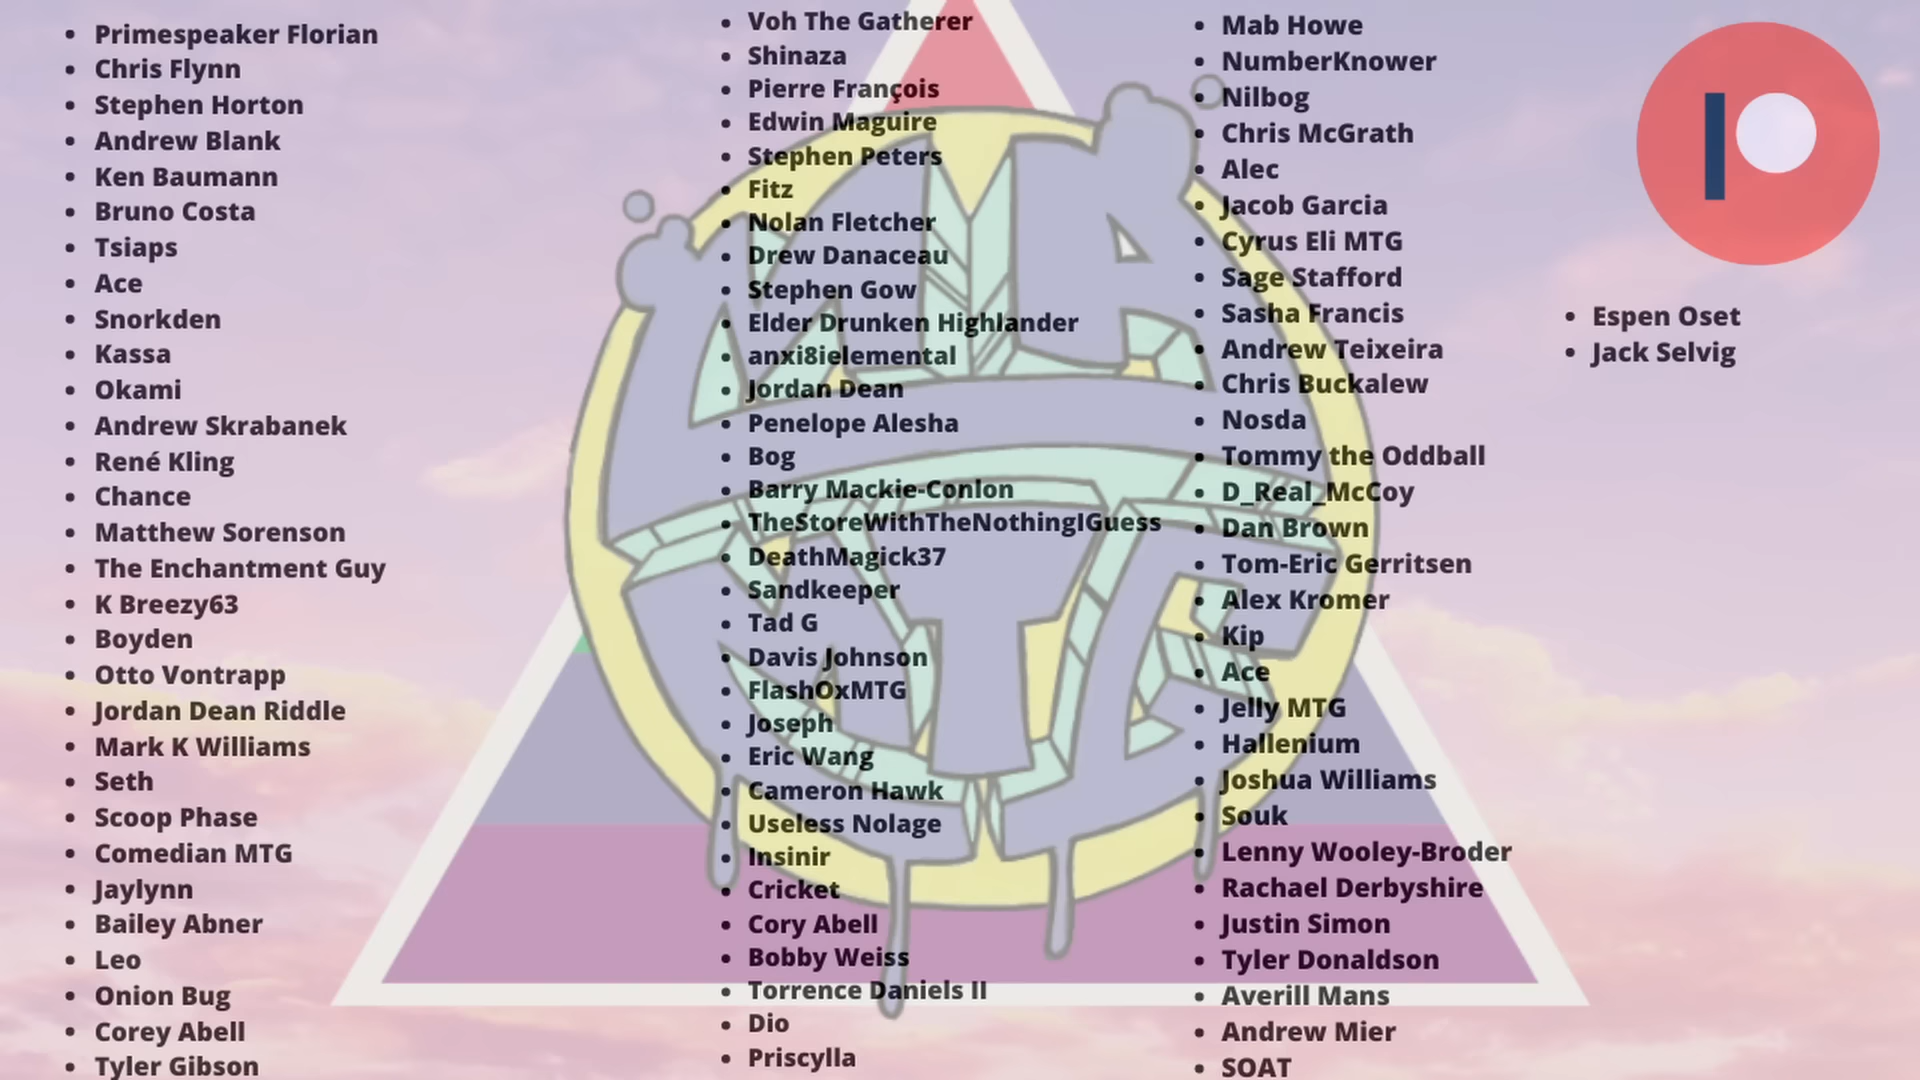 Primespeaker Florian
Chris Flynn
Stephen Horton
Andrew Blank
Ken Baumann
Bruno Costa
Tsiaps
Ace
Snorkden
Kassa
Okami
Andrew Skrabanek
René Kling
Chance
Matthew Sorenson
The Enchantment Guy
K Breezy63
Boyden
Otto Vontrapp
Jordan Dean Riddle
Mark K Williams
Seth
Scoop Phase
Comedian MTG
Jaylynn
Bailey Abner
Leo
Onion Bug
Corey Abell
Tyler Gibson
Voh The Gatherer
Shinaza
Pierre François
Edwin Maguire
Stephen Peters
Fitz
Nolan Fletcher
Drew Danaceau
Stephen Gow
Elder Drunken Highlander
anxi8ielemental
Jordan Dean
Penelope Alesha
Bog
Barry Mackie-Conlon
TheStoreWithTheNothingIGuess
DeathMagick37
Sandkeeper
Tad G
Davis Johnson
FlashOxMTG
Joseph
Eric Wang
Cameron Hawk
Useless Nolage
Insinir
Cricket
Cory Abell
Bobby Weiss
Torrence Daniels II
Dio
Priscylla
Mab Howe
NumberKnower
Nilbog
Chris McGrath
Alec
Jacob Garcia
Cyrus Eli MTG
Sage Stafford
Sasha Francis
Andrew Teixeira
Chris Buckalew
Nosda
Tommy the Oddball
D_Real_McCoy
Dan Brown
Tom-Eric Gerritsen
Alex Kromer
Kip
Ace
Jelly MTG
Hallenium
Joshua Williams
Souk
Lenny Wooley-Broder
Rachael Derbyshire
Justin Simon
Tyler Donaldson
Averill Mans
Andrew Mier
SOAT
Espen Oset
Jack Selvig
MIA
MTG